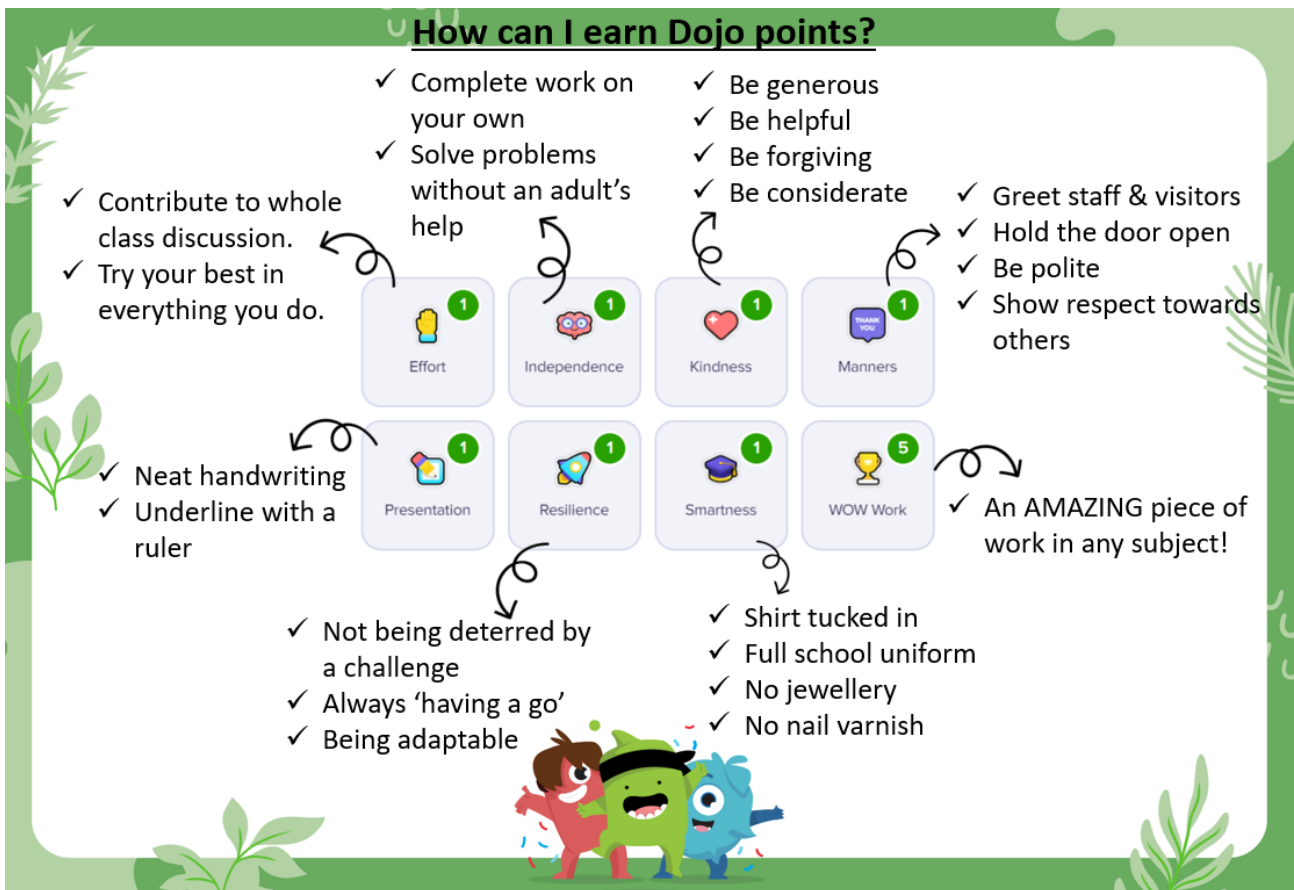 How can I earn Dojo points?
✓ Complete work on
your own
✓ Solve problems
without an adult's
help
✓ Be generous
✓ Be helpful
✓ Be forgiving
✓ Be considerate
✓ Contribute to whole
class discussion.
✓ Try your best in
everything you do.
✓ Greet staff & visitors
✓ Hold the door open
✓ Be polite
✓ Show respect towards
others
1
Effort
1
Independence
1
Kindness
THANK
YOU
1
Manners
1
Presentation
1
Resilience
1
Smartness
5
WOW Work
✓ Neat handwriting
✓ Underline with a
ruler
✓ An AMAZING piece of
work in any subject!
✓ Not being deterred by
a challenge
✓ Always ‘having a go’
✓ Being adaptable
✓ Shirt tucked in
✓ Full school uniform
✓ No jewellery
✓ No nail varnish